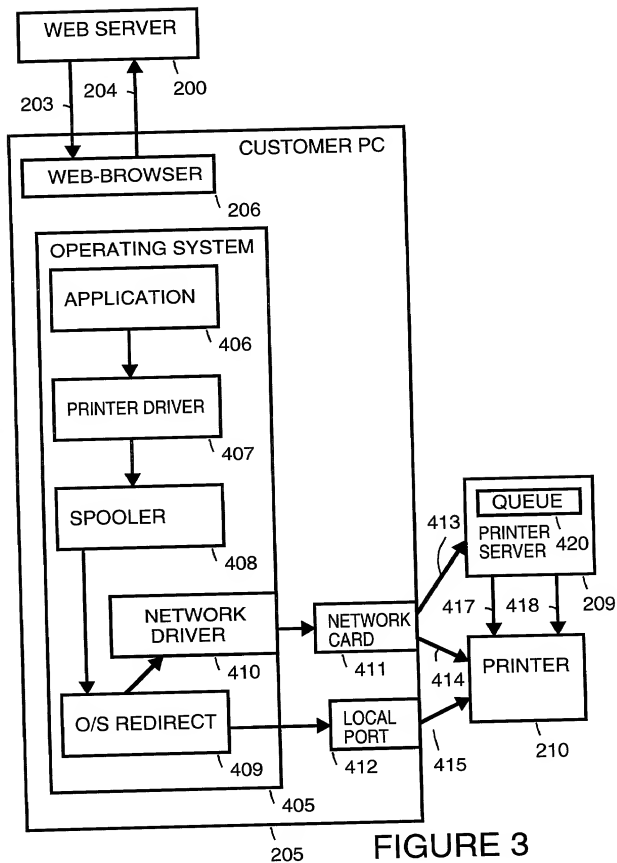 WEB SERVER
200
203
204
CUSTOMER PC
WEB-BROWSER
206
OPERATING SYSTEM
APPLICATION
406
PRINTER DRIVER
407
SPOOLER
408
NETWORK
DRIVER
410
O/S REDIRECT
409
NETWORK
CARD
411
LOCAL
PORT
412
413
414
415
QUEUE
420
PRINTER
SERVER
209
417
418
PRINTER
210
405
205
FIGURE 3